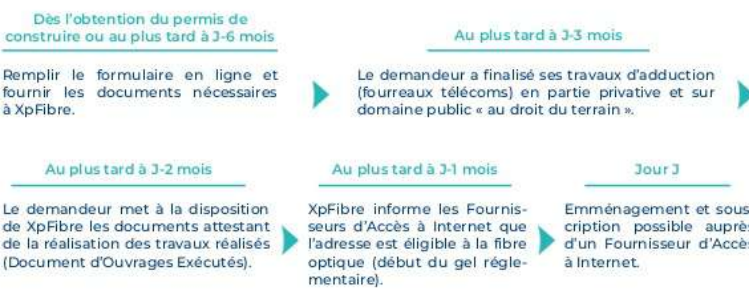 Dès l'obtention du permis de
construire ou au plus tard à J-6 mois
Remplir le formulaire en ligne et
fournir les documents nécessaires
à XpFibre.
Au plus tard à J-3 mois
Le demandeur a finalisé ses travaux d'adduction
(fourreaux télécoms) en partie privative et sur
domaine public « au droit du terrain ».
Au plus tard à J-2 mois
Le demandeur met à la disposition
de XpFibre les documents attestant
de la réalisation des travaux réalisés
(Document d'Ouvrages Exécutés).
Au plus tard à J-1 mois
XpFibre informe les Fournis-
seurs d'Accès à Internet que
l'adresse est éligible à la fibre
optique (début du gel régle-
mentaire).
Jour J
Emménagement et sous
cription possible auprè
d'un Fournisseur d'Accè
à Internet.